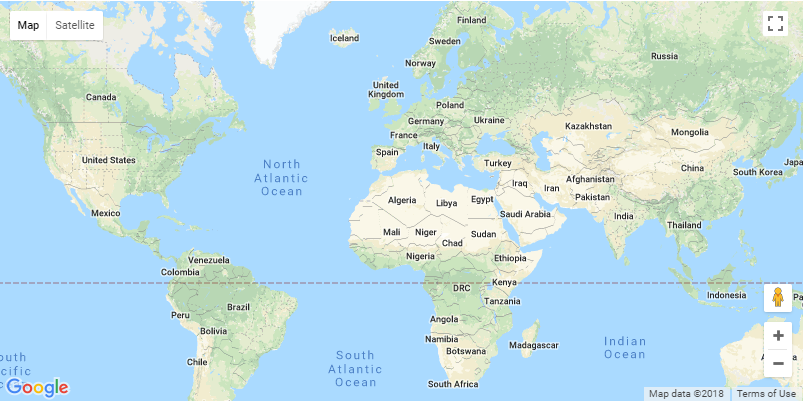 Map
Satellite
Iceland
Finland
Sweden
Norway
Russia
Canada
United
Kingdom
Poland
Germany
Ukraine
France
Kazakhstan
Mongolia
Spain
Italy
United States
North
Atlantic
Ocean
Turkey
China
South Korea
Afghanistan
Iraq
Iran
Pakistan
Algeria
Libya
Egypt
Saudi Arabia
India
Mexico
Thailand
Mali
Niger
Chad
Sudan
Nigeria
Ethiopia
Venezuela
Colombia
Kenya
DRC
Indonesia
Tanzania
Brazil
Peru
Angola
Bolivia
Namibia
Botswana
Madagascar
Indian
Ocean
South
Atlantic
Ocean
Chile
South Africa
Google
Map data ©2018
Terms of Use